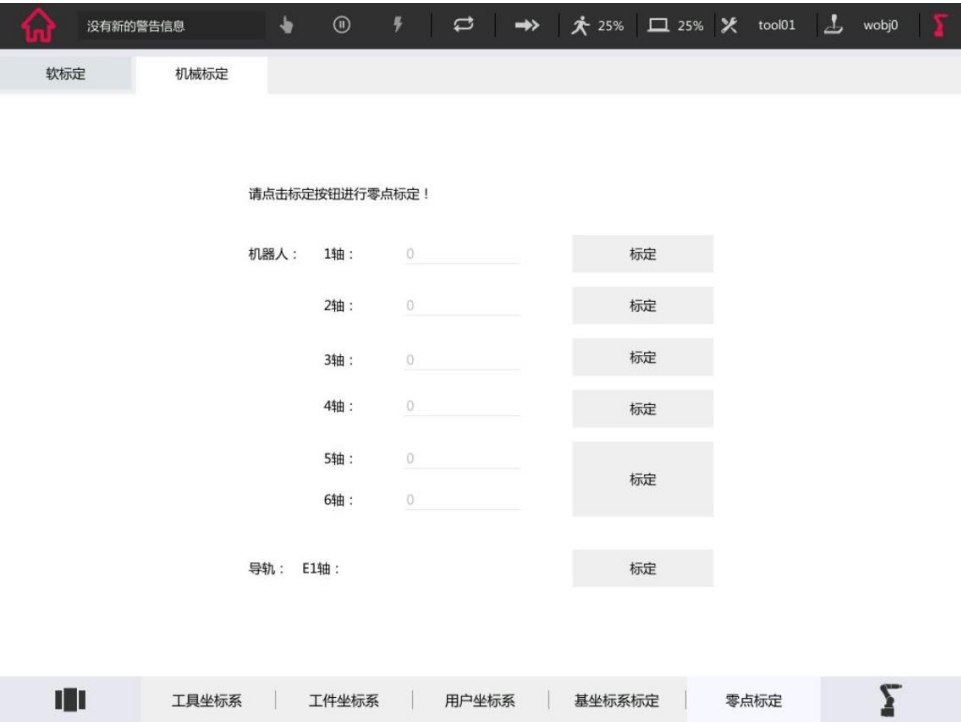 没有新的警告信息 25% 25% tool01 wobj0
软标定 机械标定
请点击标定按钮进行零点标定！
机器人： 1轴： 0 标定
2轴： 0 标定
3轴： 0 标定
4轴： 0 标定
5轴： 0
标定
6轴： 0
导轨： E1轴： 标定
工具坐标系 工件坐标系 用户坐标系 基坐标系标定 零点标定